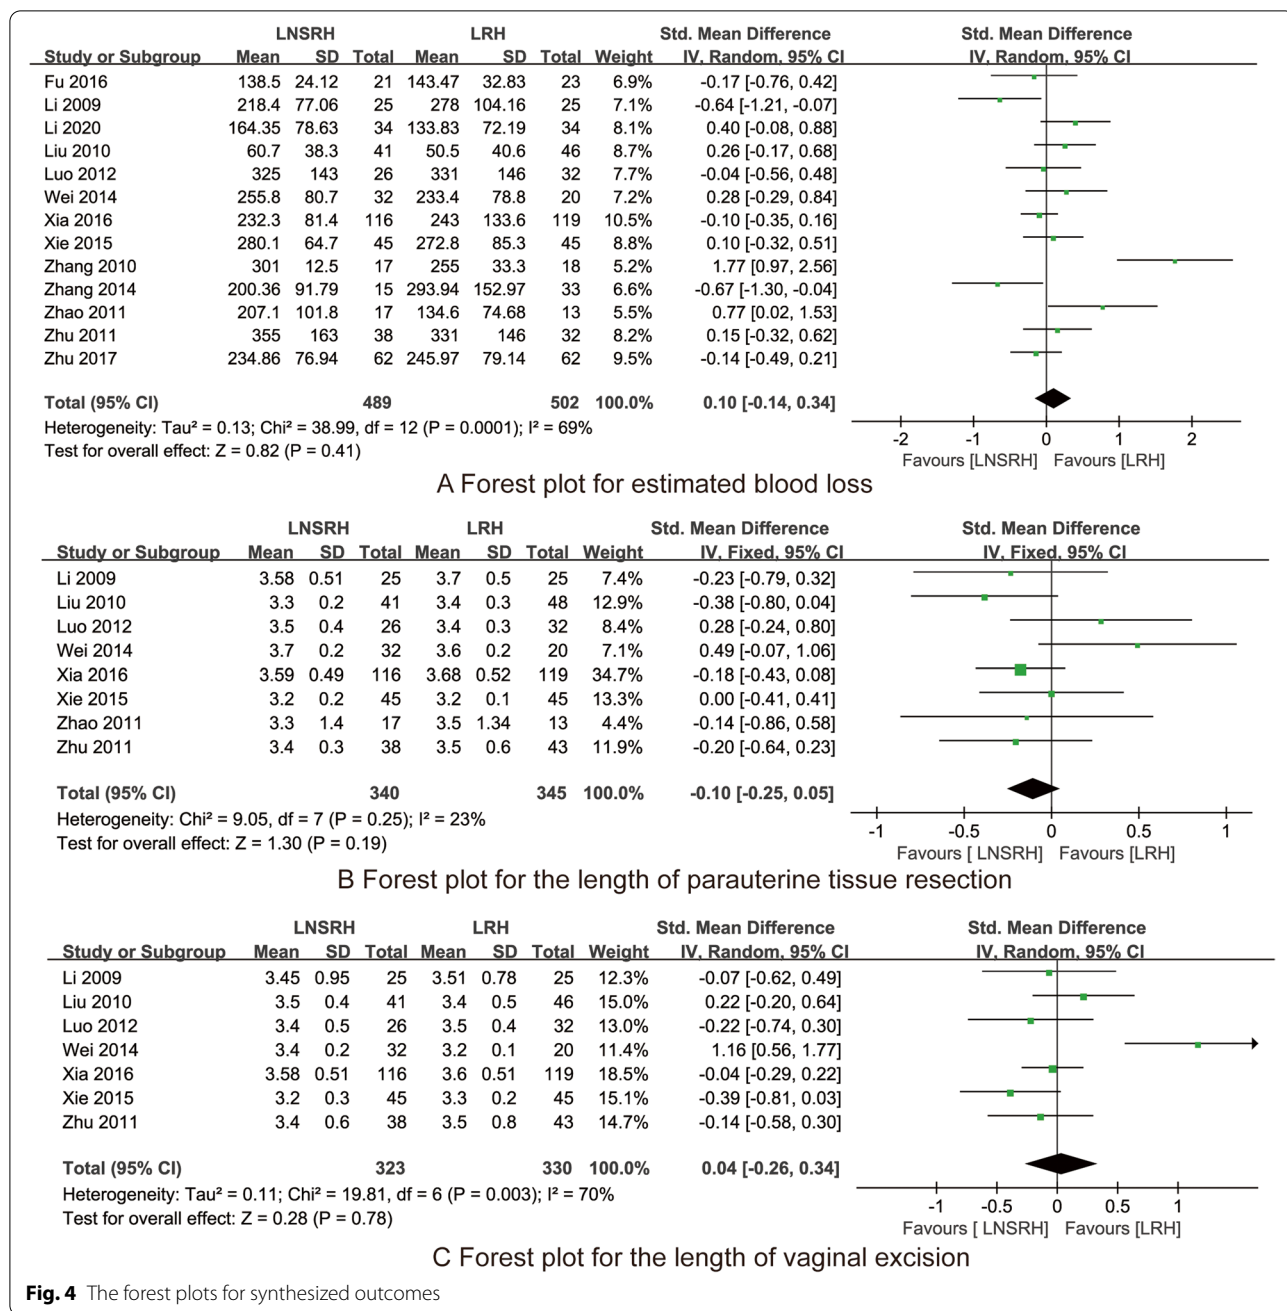 LNSRH LRH Std. Mean Difference Std. Mean Difference
Study or Subgroup Mean SD Total Mean SD Total Weight IV, Random, 95% CI IV, Random, 95% CI
Fu 2016 138.5 24.12 21 143.47 32.83 23 6.9% -0.17 [-0.76, 0.42]
Li 2009 218.4 77.06 25 278 104.16 25 7.1% -0.64 [-1.21, -0.07]
Li 2020 164.35 78.63 34 133.83 72.19 34 8.1% 0.40 [-0.08, 0.88]
Liu 2010 60.7 38.3 41 50.5 40.6 46 8.7% 0.26 [-0.17, 0.68]
Luo 2012 325 143 26 331 146 32 7.9% -0.04 [-0.56, 0.48]
Wei 2014 255.8 80.7 32 233.4 78.8 20 7.2% 0.28 [-0.29, 0.84]
Xia 2016 232.3 81.4 116 243 133.6 119 10.5% -0.10 [-0.35, 0.16]
Xie 2015 280.1 64.7 45 272.8 85.3 45 8.8% 0.10 [-0.32, 0.51]
Zhang 2010 301 12.5 17 255 33.3 18 5.2% 1.77 [0.97, 2.56]
Zhang 2014 200.36 91.79 15 293.94 152.97 33 6.6% -0.67 [-1.30, -0.04]
Zhao 2011 207.1 101.8 17 134.6 74.68 13 5.5% 0.77 [0.02, 1.53]
Zhu 2011 355 163 38 331 146 32 8.2% 0.15 [-0.32, 0.62]
Zhu 2017 234.86 76.94 62 245.97 79.14 62 9.5% -0.14 [-0.49, 0.21]
Total (95% CI) 489 502 100.0% 0.10 [-0.14, 0.34]
Heterogeneity: Tau² = 0.13; Chi² = 38.99, df = 12 (P = 0.0001); I² = 69%
Test for overall effect: Z = 0.82 (P = 0.41)
-2 -1 0 1 2
Favours [LNSRH] Favours [LRH]
A Forest plot for estimated blood loss
LNSRH LRH Std. Mean Difference Std. Mean Difference
Study or Subgroup Mean SD Total Mean SD Total Weight IV, Fixed, 95% CI IV, Fixed, 95% CI
Li 2009 3.58 0.51 25 3.7 0.5 25 7.4% -0.23 [-0.79, 0.32]
Liu 2010 3.3 0.2 41 3.4 0.3 48 12.9% -0.38 [-0.80, 0.04]
Luo 2012 3.5 0.4 26 3.4 0.3 32 8.4% 0.28 [-0.24, 0.80]
Wei 2014 3.7 0.2 32 3.6 0.2 20 7.1% 0.49 [-0.07, 1.06]
Xia 2016 3.59 0.49 116 3.68 0.52 119 34.7% -0.18 [-0.43, 0.08]
Xie 2015 3.2 0.2 45 3.2 0.1 45 13.3% 0.00 [-0.41, 0.41]
Zhao 2011 3.3 1.4 17 3.5 1.34 13 4.4% -0.14 [-0.86, 0.58]
Zhu 2011 3.4 0.3 38 3.5 0.6 43 11.9% -0.20 [-0.64, 0.23]
Total (95% CI) 340 345 100.0% -0.10 [-0.25, 0.05]
Heterogeneity: Chi² = 9.05, df = 7 (P = 0.25); I² = 23%
Test for overall effect: Z = 1.30 (P = 0.19)
-1 -0.5 0 0.5 1
Favours [ LNSRH] Favours [LRH]
B Forest plot for the length of parauterine tissue resection
LNSRH LRH Std. Mean Difference Std. Mean Difference
Study or Subgroup Mean SD Total Mean SD Total Weight IV, Random, 95% CI IV, Random, 95% CI
Li 2009 3.45 0.95 25 3.51 0.78 25 12.3% -0.07 [-0.62, 0.49]
Liu 2010 3.5 0.4 41 3.4 0.5 46 15.0% 0.22 [-0.20, 0.64]
Luo 2012 3.4 0.5 26 3.5 0.4 32 13.0% -0.22 [-0.74, 0.30]
Wei 2014 3.4 0.2 32 3.2 0.1 20 11.4% 1.16 [0.56, 1.77]
Xia 2016 3.58 0.51 116 3.6 0.51 119 18.5% -0.04 [-0.29, 0.22]
Xie 2015 3.2 0.3 45 3.3 0.2 45 15.1% -0.39 [-0.81, 0.03]
Zhu 2011 3.4 0.6 38 3.5 0.8 43 14.7% -0.14 [-0.58, 0.30]
Total (95% CI) 323 330 100.0% 0.04 [-0.26, 0.34]
Heterogeneity: Tau² = 0.11; Chi² = 19.81, df = 6 (P = 0.003); I² = 70%
Test for overall effect: Z = 0.28 (P = 0.78)
-1 -0.5 0 0.5 1
Favours [ LNSRH] Favours [LRH]
C Forest plot for the length of vaginal excision
Fig. 4 The forest plots for synthesized outcomes